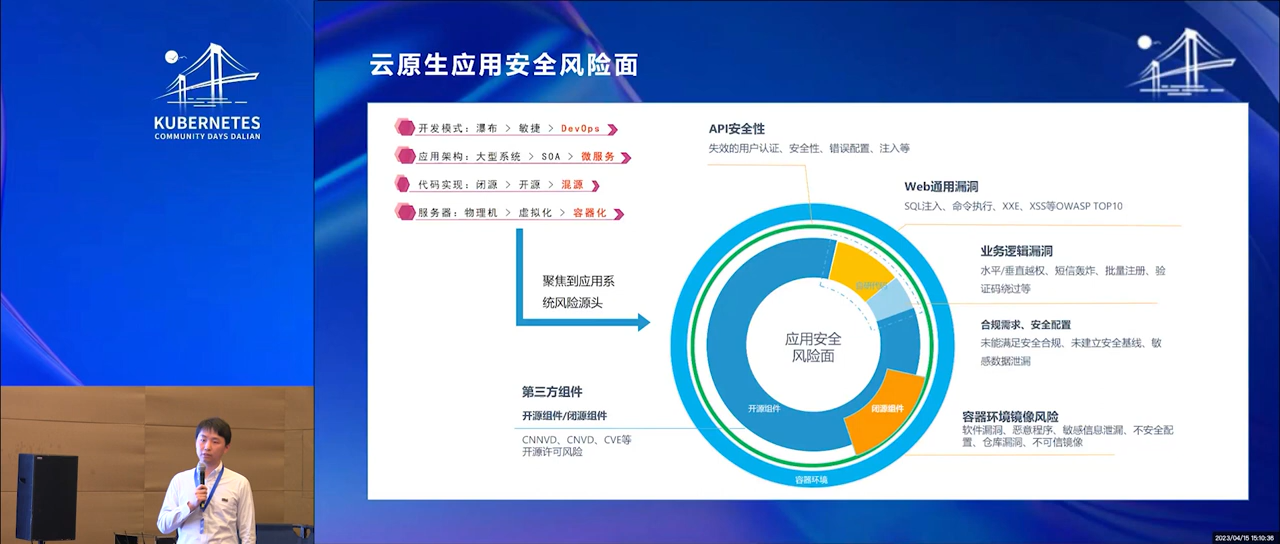 KUBERNETES
COMMUNITY DAYS DALIAN
云原生应用安全风险面
开发模式：瀑布 > 敏捷 > DevOps
应用架构：大型系统 > SOA > 微服务
代码实现：闭源 > 开源 > 混源
服务器：物理机 > 虚拟化 > 容器化
聚焦到应用系
统风险源头
API安全性
失效的用户认证、安全性、错误配置、注入等
Web通用漏洞
SQL注入、命令执行、XXE、XSS等OWASP TOP10
业务逻辑漏洞
水平/垂直越权、短信轰炸、批量注册、验
证码绕过等
合规需求、安全配置
未能满足安全合规、未建立安全基线、敏
感数据泄漏
容器环境镜像风险
软件漏洞、恶意程序、敏感信息泄漏、不安全配
置、仓库漏洞、不可信镜像
第三方组件
开源组件/闭源组件
CNNVD、CNVD、CVE等
开源许可风险
自研代码
应用安全
风险面
开源组件
闭源组件
容器环境
2023/04/15 15:10:36